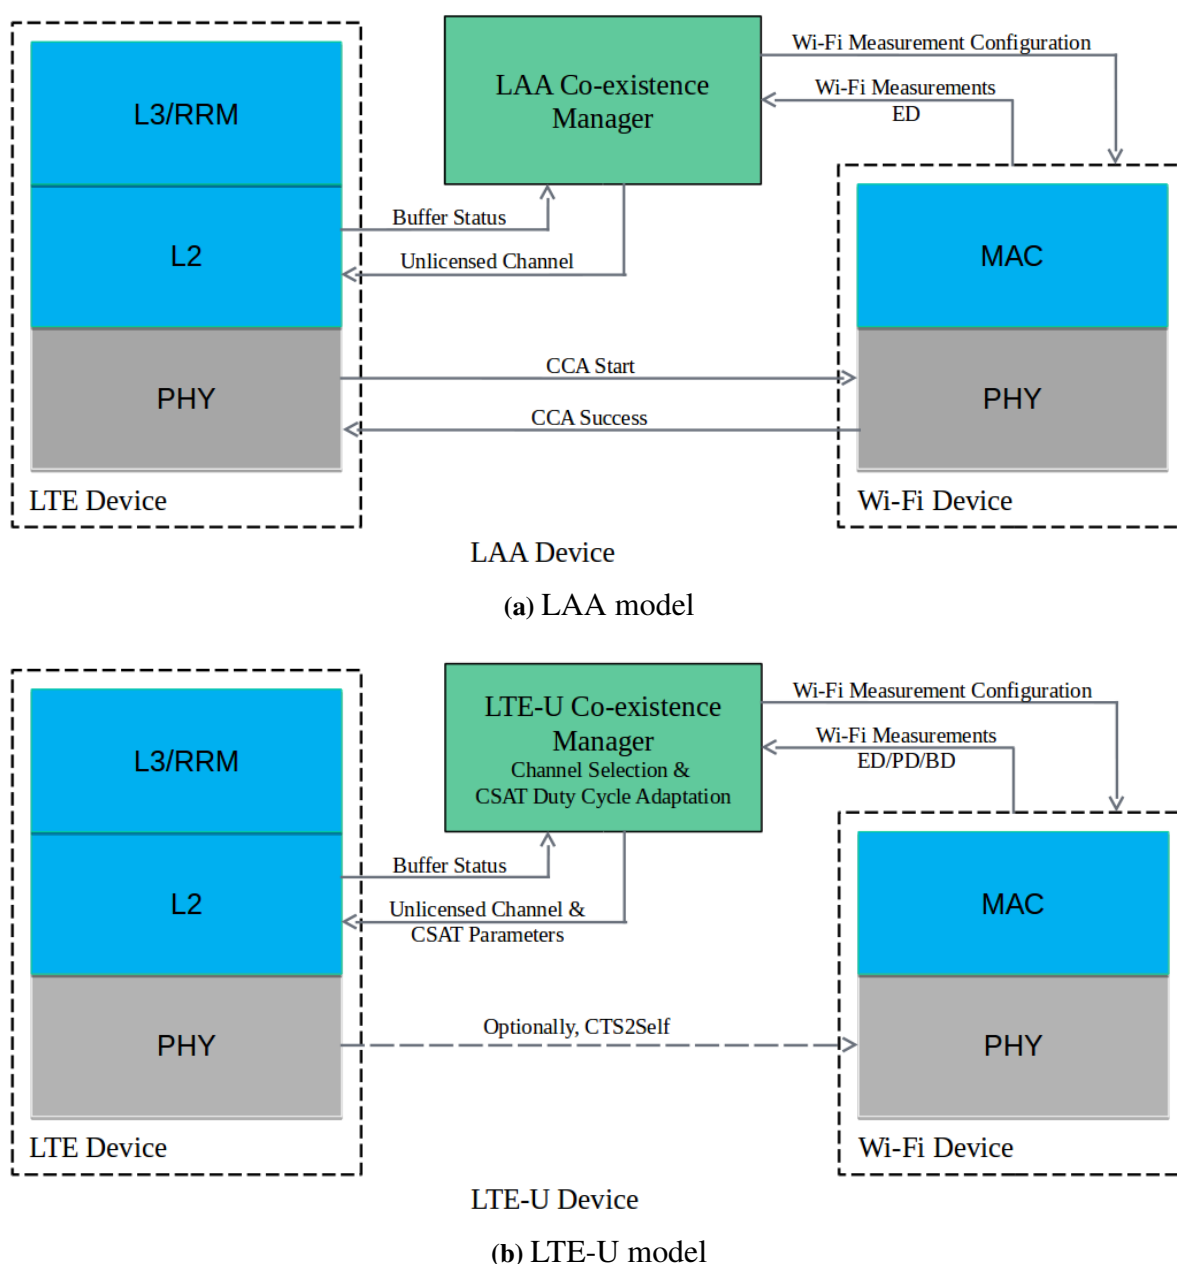 L3/RRM
L2
PHY
LTE Device
LAA Co-existence
Manager
Wi-Fi Measurement Configuration
Wi-Fi Measurements
ED
Buffer Status
Unlicensed Channel
CCA Start
CCA Success
MAC
PHY
Wi-Fi Device
LAA Device
(a) LAA model
L3/RRM
L2
PHY
LTE Device
LTE-U Co-existence
Manager
Channel Selection &
CSAT Duty Cycle Adaptation
Wi-Fi Measurement Configuration
Wi-Fi Measurements
ED/PD/BD
Buffer Status
Unlicensed Channel &
CSAT Parameters
Optionally, CTS2Self
MAC
PHY
Wi-Fi Device
LTE-U Device
(b) LTE-U model